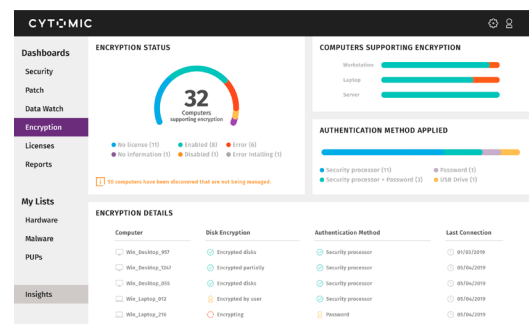 CYTOMIC
Dashboards
Security
Patch
Data Watch
Encryption
Licenses
Reports
My Lists
Hardware
Malware
PUPs
Insights
ENCRYPTION STATUS
32
Computers
supporting encryption
No license (11) Enabled (8) Error (6)
No information (1) Disabled (1) Error Intalling (1)
50 computers have been discovered that are not being managed.
COMPUTERS SUPPORTING ENCRYPTION
Workstation
Laptop
Server
AUTHENTICATION METHOD APPLIED
Security processor (11) Password (1)
Security processor + Password (3) USB Drive (1)
ENCRYPTION DETAILS
Computer Disk Encryption Authentication Method Last Connection
Win_Desktop_097 Encrypted disks Security processor 01/03/2019
Win_Desktop_1247 Encrypted partially Security processor 05/04/2019
Win_Desktop_055 Encrypted disks Security processor 05/04/2019
Win_Laptop_012 Encrypted by user Security processor 05/04/2019
Win_Laptop_216 Encrypting Password 05/04/2019